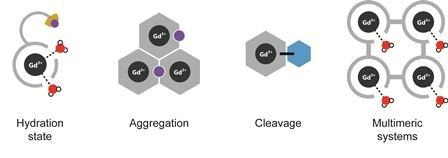 Gd³⁺
Gd³⁺
Gd³⁺ Gd³⁺
Gd³⁺
Gd³⁺ Gd³⁺
Gd³⁺ Gd³⁺
Hydration
state
Aggregation
Cleavage
Multimeric
systems